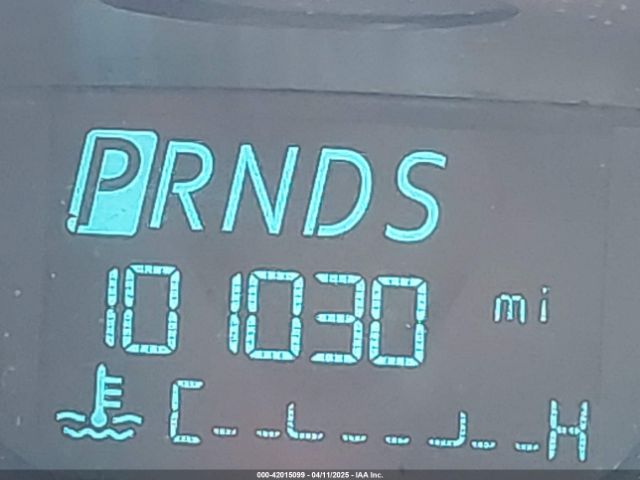 PRNDS
101030 mi
C H
000-42015099 - 04/11/2025 - IAA Inc.